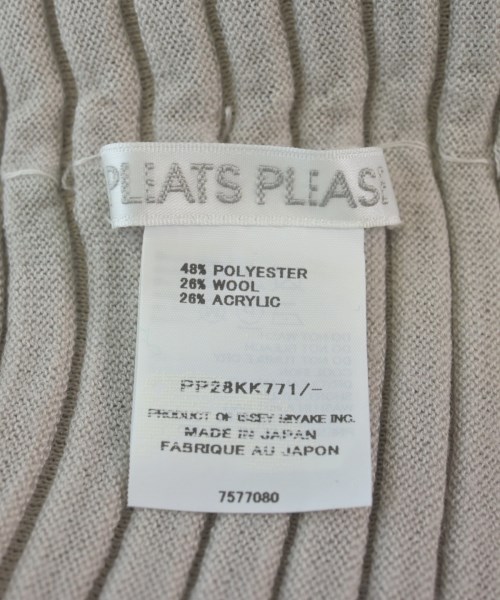 PLEATS PLEASE
48% POLYESTER
26% WOOL
26% ACRYLIC
PP28KK771/-
PRODUCT OF ISSEY MIYAKE INC.
MADE IN JAPAN
FABRIQUE AU JAPON
7577080